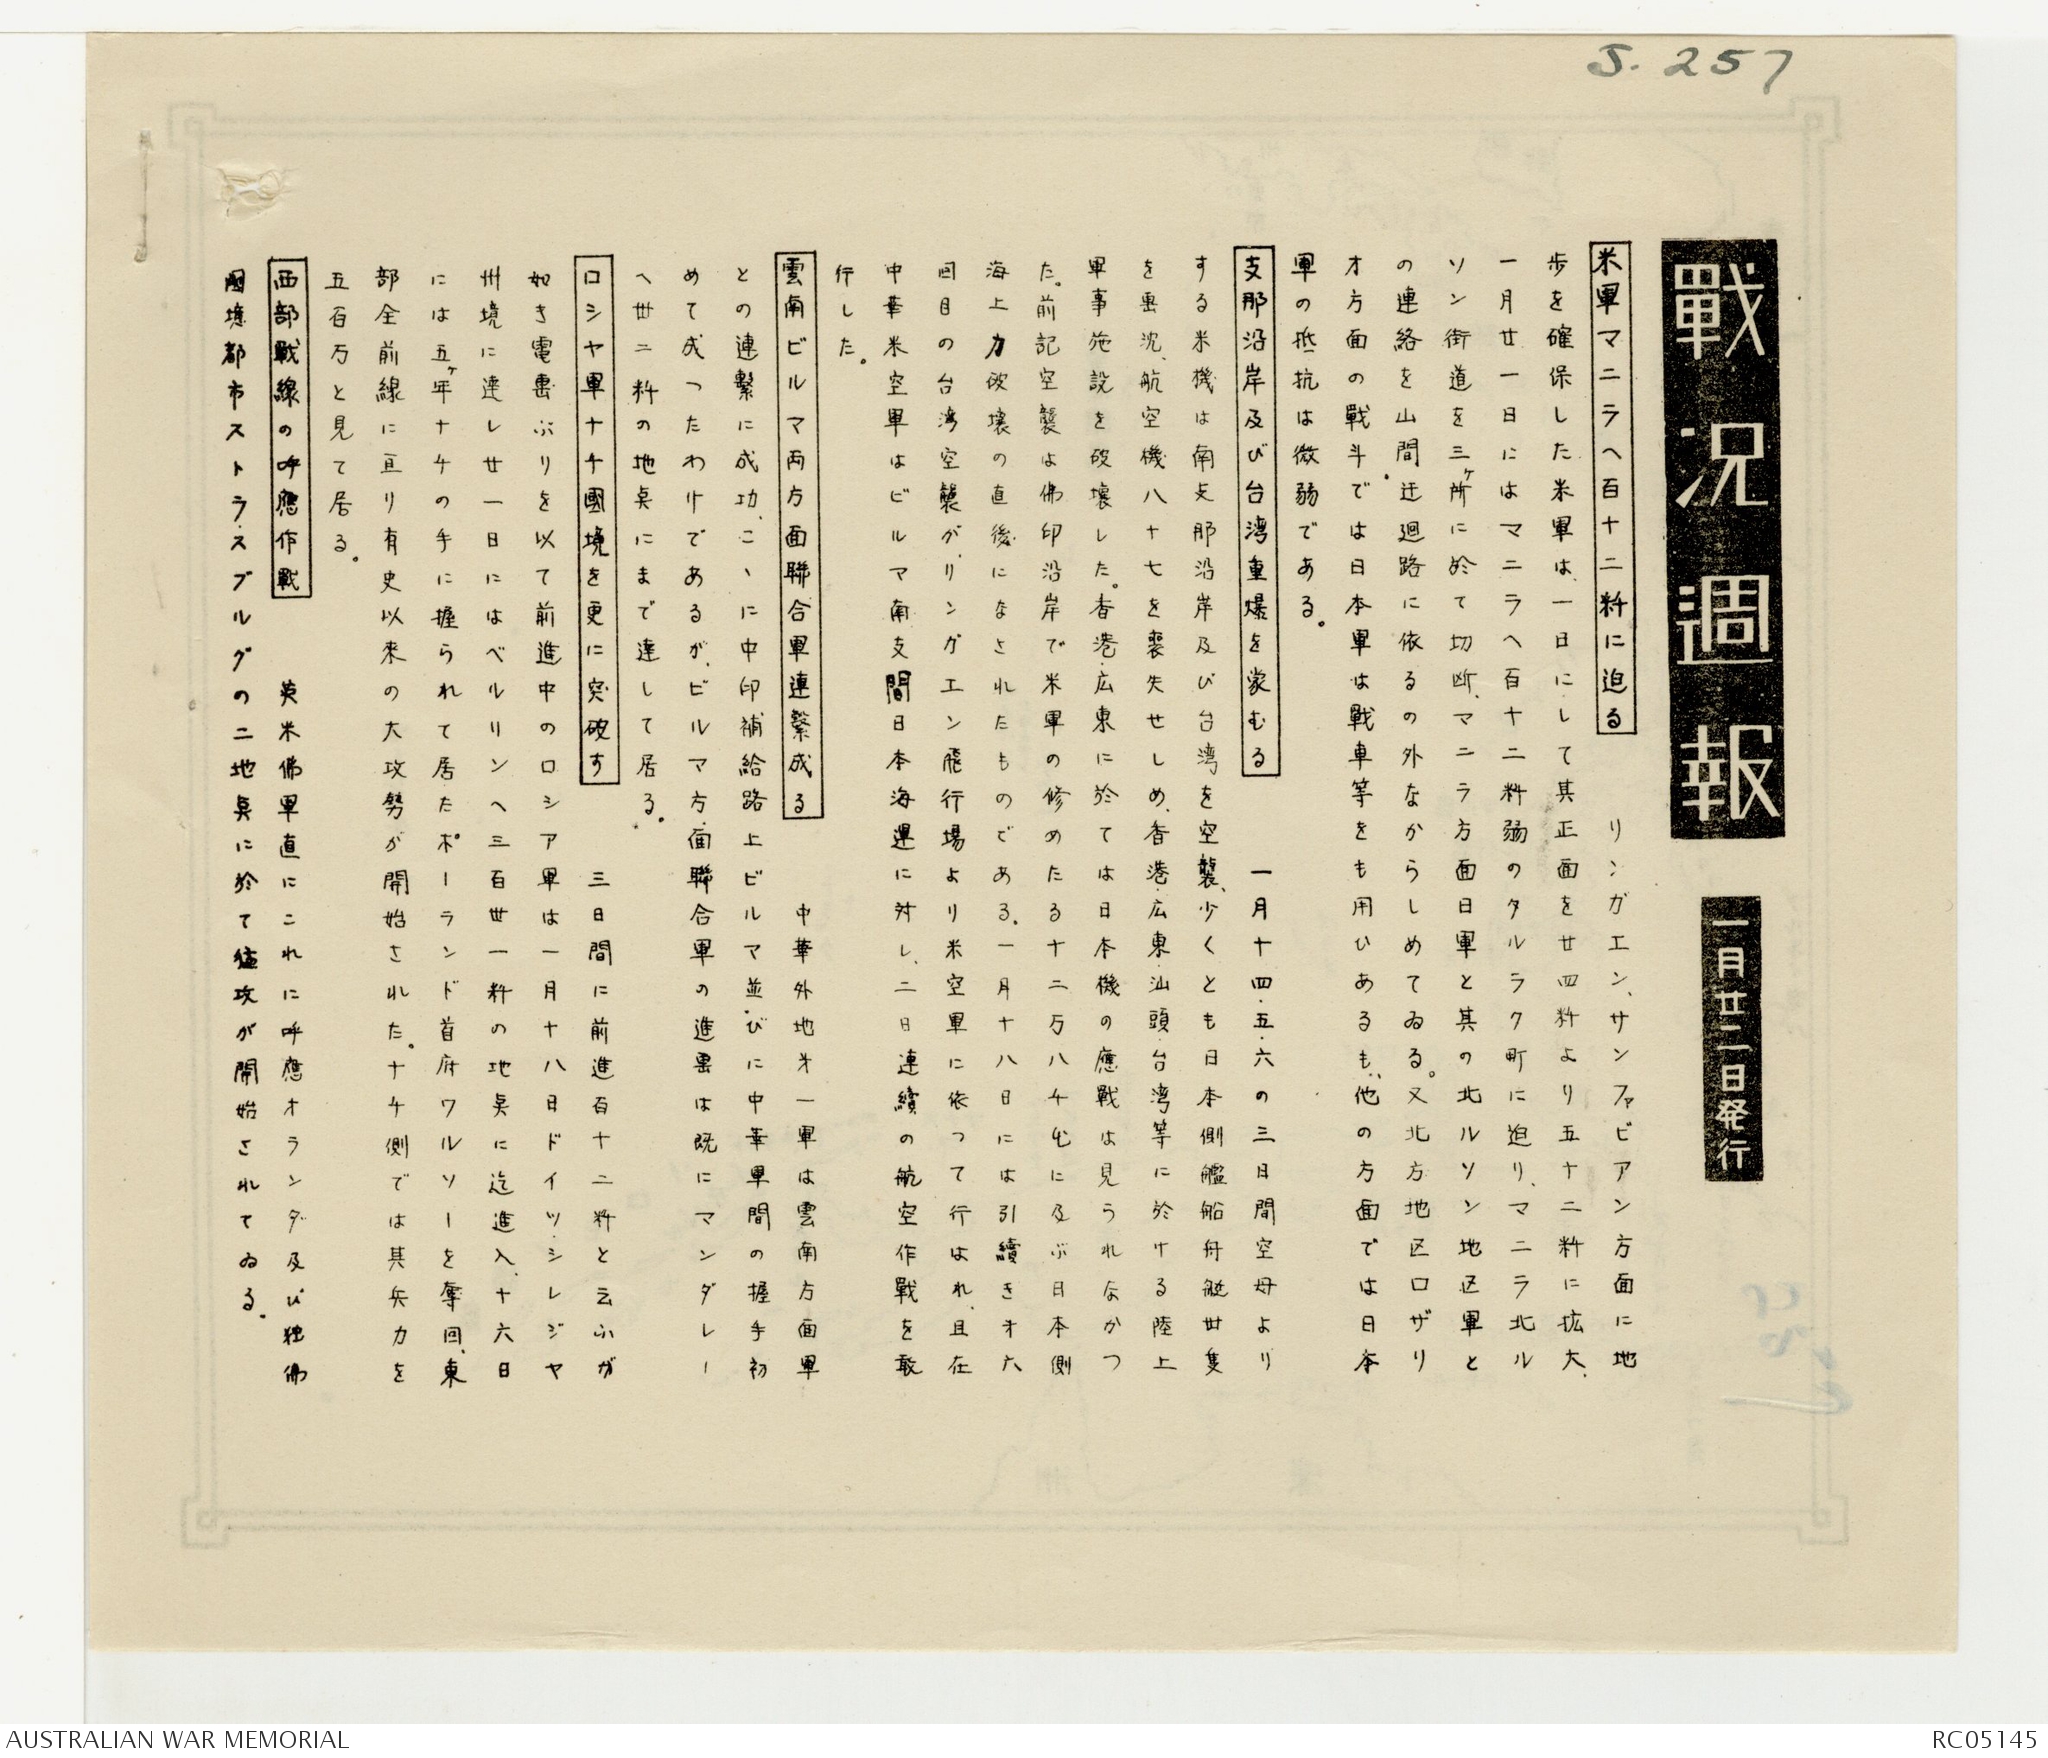 S. 257
戰況週報
一月廿二日発行
米軍マニラへ百十二粁に迫る
リンガエン、サンファビアン方面に地
歩を確保した米軍は、一日にして其正面を廿四粁より五十二粁に拡大、
一月廿一日にはマニラへ百十二粁弱のタルラク町に迫り、マニラ北ル
ソン街道を三ヶ所に於て切断、マニラ方面日軍と其の北ルソン地区軍と
の連絡を山間迂廻路に依るの外なからしめてゐる。又北方地区ロザリ
オ方面の戰斗では日本軍は戰車等をも用ひあるも、他の方面では日本
軍の抵抗は微弱である。
支那沿岸及び台湾重爆を蒙むる
一月十四・五・六の三日間空母より
する米機は南支那沿岸及び台湾を空襲、少くとも日本側艦船舟艇丗隻
を轟沈、航空機八十七を喪失せしめ、香港・広東・汕頭・台湾等に於ける陸上
軍事施設を破壊した。香港・広東に於ては日本機の應戰は見られなかつ
た。前記空襲は佛印沿岸で米軍の修めたる十二万八千屯に及ぶ日本側
海上力破壊の直後になされたものである。一月十八日には引續きオ六
回目の台湾空襲が、リンガエン飛行場より米空軍に依つて行はれ、且在
中華米空軍はビルマ南支間日本海運に対し、二日連續の航空作戰を敢
行した。
雲南ビルマ両方面聯合軍連繋成る
中華外地オ一軍は雲南方面軍
との連繋に成功、こゝに中印補給路上ビルマ並びに中華軍間の握手初
めて成つたわけであるが、ビルマ方面聯合軍の進出は既にマンダレー
へ丗二粁の地点にまで達して居る。
ロシヤ軍ナチ國境を更に突破す
三日間に前進百十二粁と云ふが
如き電撃ぶりを以て前進中のロシア軍は一月十八日ドイツ・シレジヤ
州境に達し廿一日にはベルリンへ三百丗一粁の地点に迄進入、十六日
には五ヶ年ナチの手に握られて居たポーランド首府ワルソーを奪回、東
部全前線に亘り有史以来の大攻勢が開始された。ナチ側では其兵力を
五百万と見て居る。
西部戰線の呼應作戰
英米佛軍直にこれに呼應オランダ及び独佛
國境都市ストラスブルグの二地点に於て猛攻が開始されてゐる。
AUSTRALIAN WAR MEMORIAL
RC05145